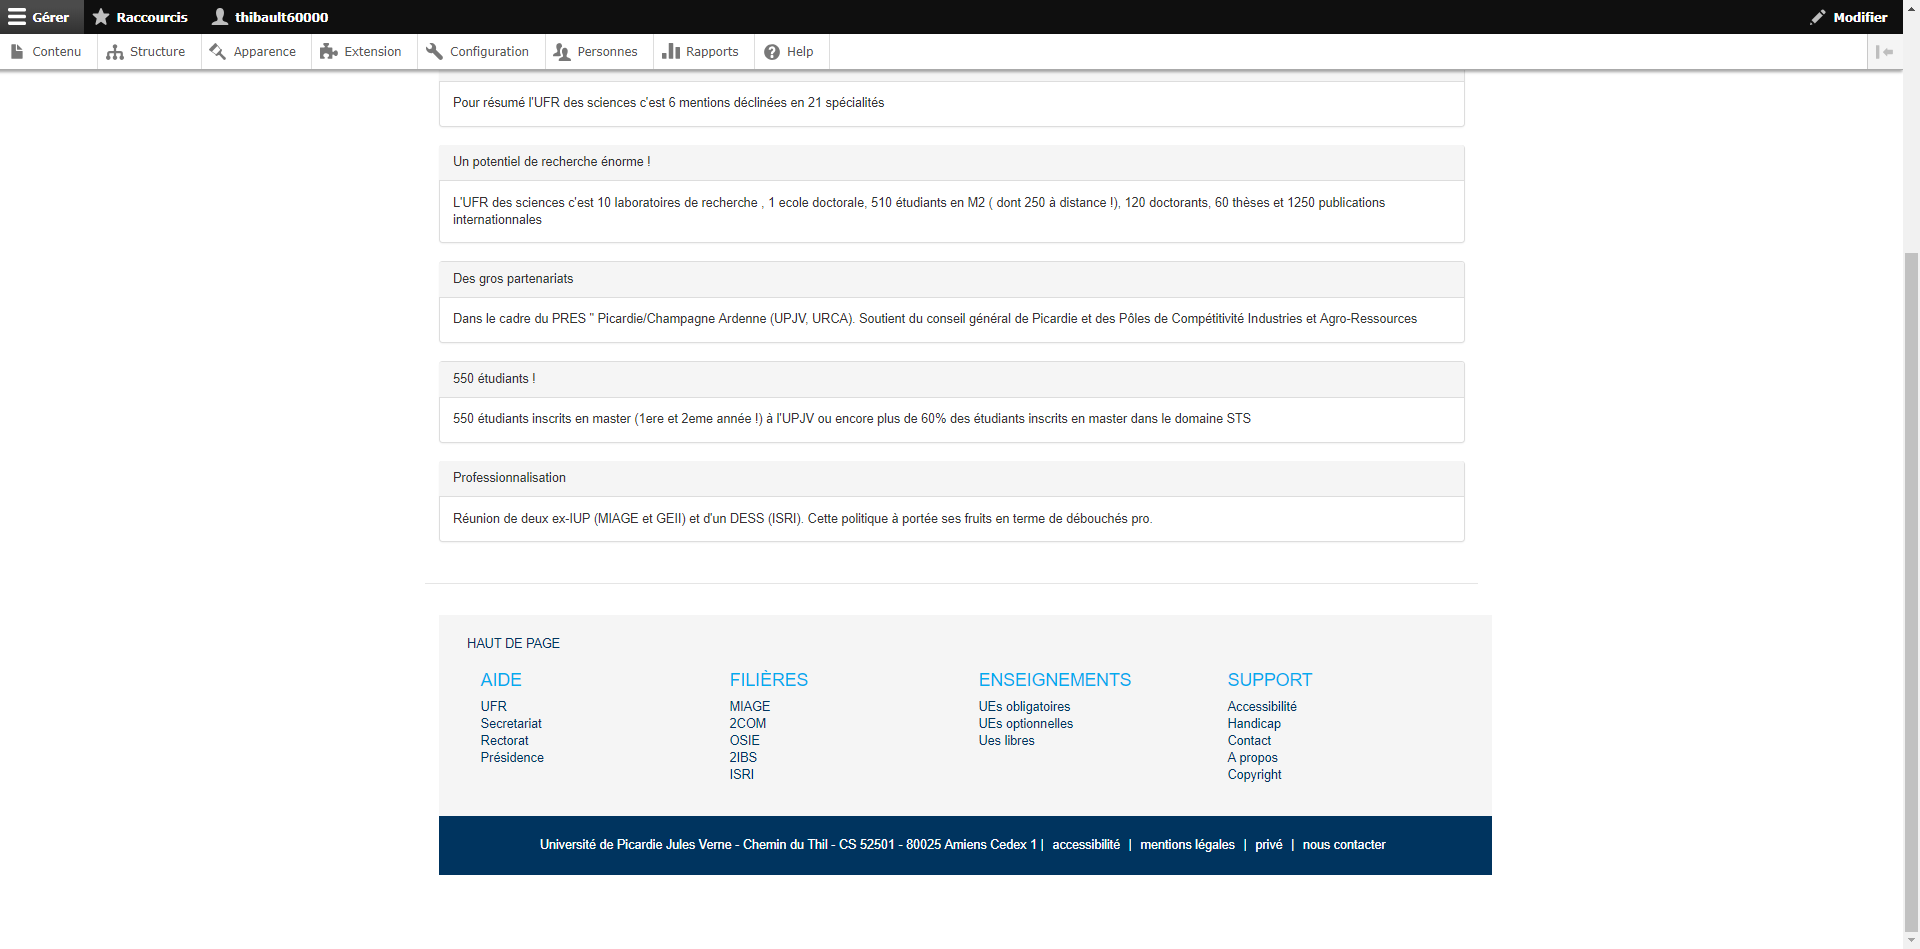 Gérer Raccourcis thibault60000 Modifier
Contenu Structure Apparence Extension Configuration Personnes Rapports Help
Pour résumé l'UFR des sciences c'est 6 mentions déclinées en 21 spécialités
Un potentiel de recherche énorme !
L'UFR des sciences c'est 10 laboratoires de recherche , 1 ecole doctorale, 510 étudiants en M2 ( dont 250 à distance !), 120 doctorants, 60 thèses et 1250 publications
internationnales
Des gros partenariats
Dans le cadre du PRES " Picardie/Champagne Ardenne (UPJV, URCA). Soutient du conseil général de Picardie et des Pôles de Compétitivité Industries et Agro-Ressources
550 étudiants !
550 étudiants inscrits en master (1ere et 2eme année !) à l'UPJV ou encore plus de 60% des étudiants inscrits en master dans le domaine STS
Professionnalisation
Réunion de deux ex-IUP (MIAGE et GEII) et d'un DESS (ISRI). Cette politique à portée ses fruits en terme de débouchés pro.
HAUT DE PAGE
AIDE
UFR
Secretariat
Rectorat
Présidence
FILIÈRES
MIAGE
2COM
OSIE
2IBS
ISRI
ENSEIGNEMENTS
UEs obligatoires
UEs optionnelles
Ues libres
SUPPORT
Accessibilité
Handicap
Contact
A propos
Copyright
Université de Picardie Jules Verne - Chemin du Thil - CS 52501 - 80025 Amiens Cedex 1 | accessibilité | mentions légales | privé | nous contacter